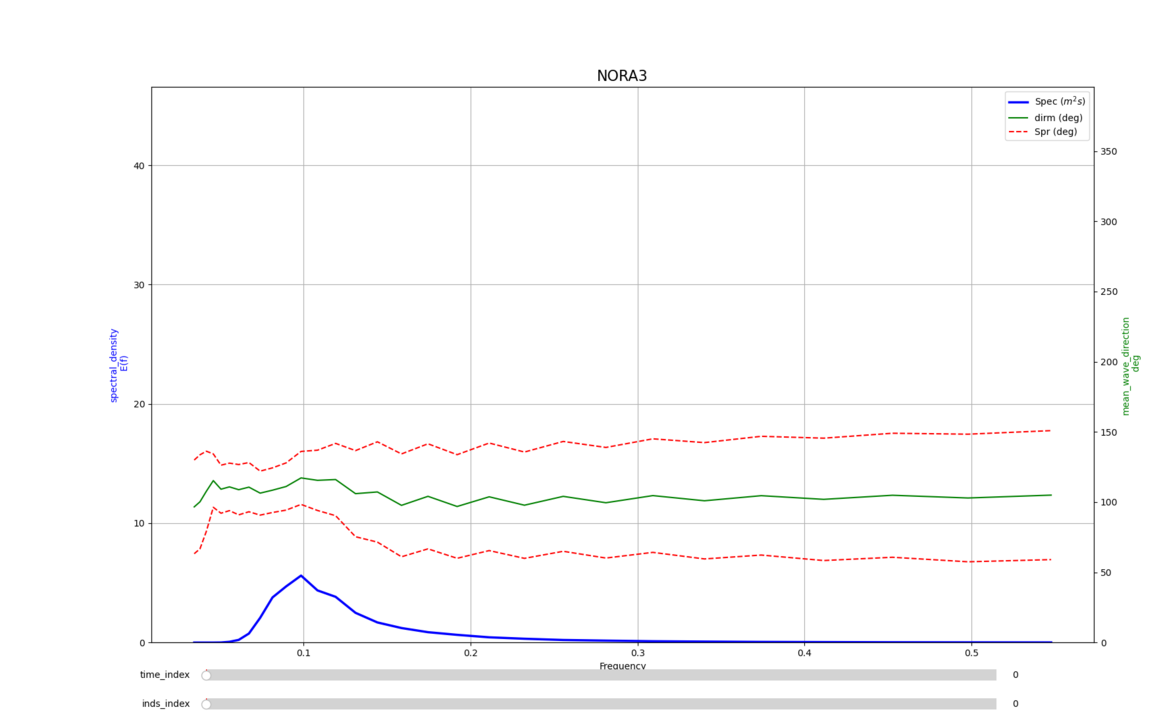 NORA3
Spec (m²s)
dirm (deg)
Spr (deg)
40
30
20
10
0
spectral_density
E(f)
350
300
250
200
150
100
50
0
mean_wave_direction
deg
0.1
0.2
0.3
0.4
0.5
Frequency
time_index
0
inds_index
0